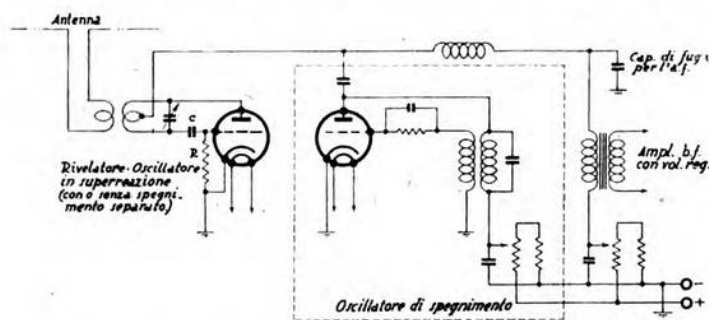 Antenna
Cap. di fug
per l'a.f.
C
R
Rivelatore-Oscillatore
in superreazione
(con o senza spegni-
mento separato)
Ampl. b.f.
con vol. reg.
-
+
Oscillatore di spegnimento